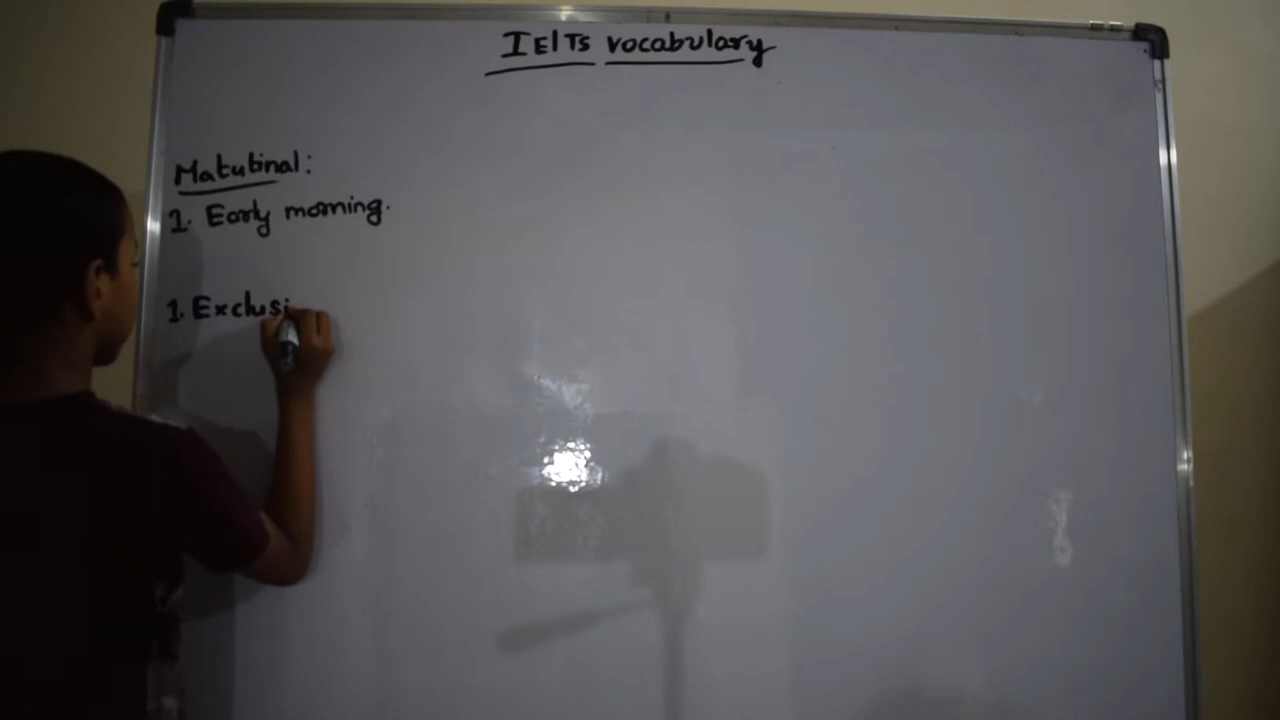 IELTS vocabulary
Matutinal:
1. Early morning.
1. Exclusi